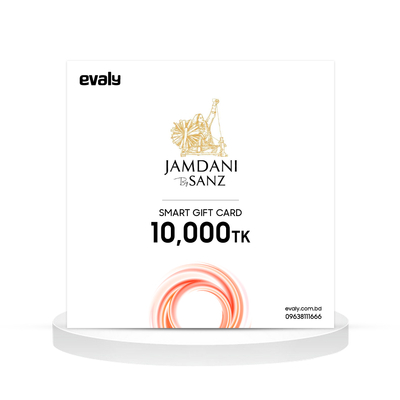 evaly
JAMDANI
By SANZ
SMART GIFT CARD
10,000TK
evaly.com.bd
09638111666